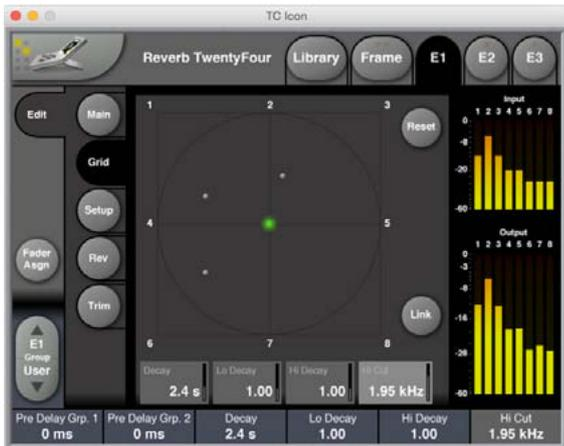 TC Icon
Reverb TwentyFour
Library
Frame
E1
E2
E3
Edit
Main
Grid
Setup
Rev
Trim
Fader
Asgn
E1
Group
User
1 2 3
4 5
6 7 8
Reset
Link
Input
1 2 3 4 5 6 7 8
0
-8
-20
-40
-60
Output
1 2 3 4 5 6 7 8
0
-3
-8
-16
-28
-60
Decay
2.4 s
Lo Decay
1.00
Hi Decay
1.00
Hi Cut
1.95 kHz
Pre Delay Grp. 1
0 ms
Pre Delay Grp. 2
0 ms
Decay
2.4 s
Lo Decay
1.00
Hi Decay
1.00
Hi Cut
1.95 kHz